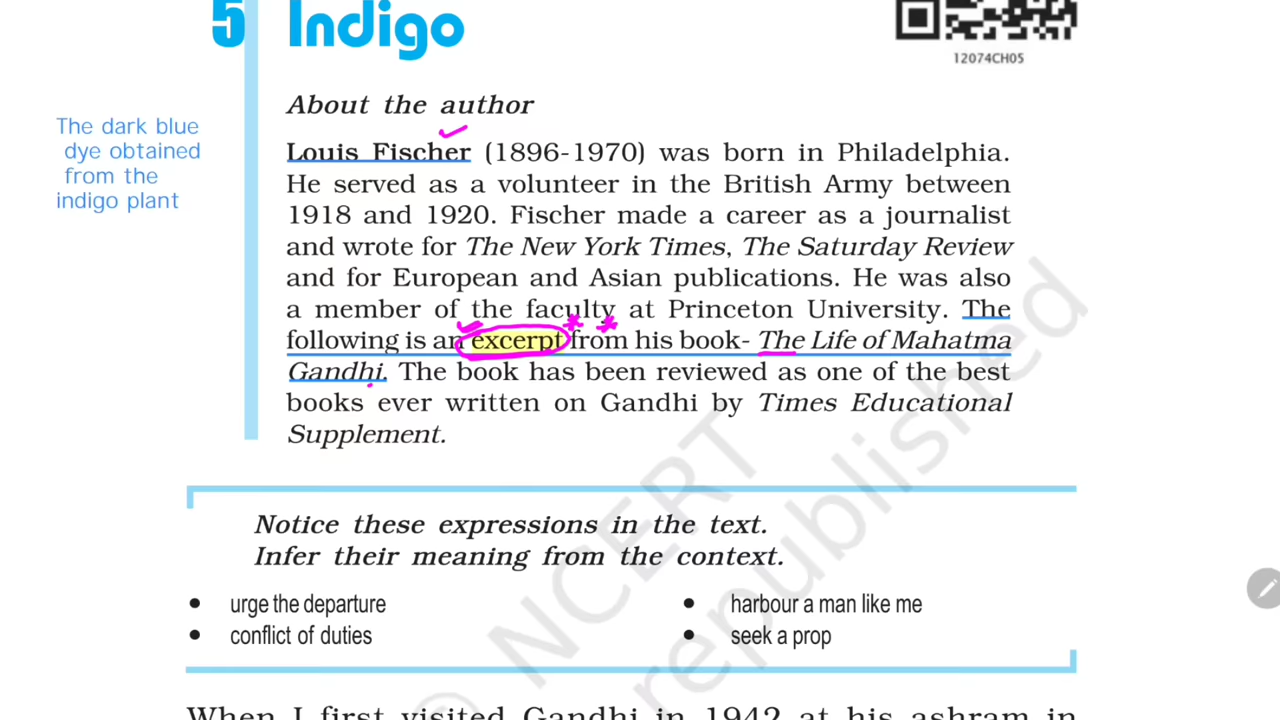 5 Indigo
12074CH05
The dark blue
dye obtained
from the
indigo plant
About the author
Louis Fischer (1896-1970) was born in Philadelphia.
He served as a volunteer in the British Army between
1918 and 1920. Fischer made a career as a journalist
and wrote for The New York Times, The Saturday Review
and for European and Asian publications. He was also
a member of the faculty at Princeton University. The
following is an excerpt from his book- The Life of Mahatma
Gandhi. The book has been reviewed as one of the best
books ever written on Gandhi by Times Educational
Supplement.
Notice these expressions in the text.
Infer their meaning from the context.
• urge the departure
• conflict of duties
• harbour a man like me
• seek a prop
When I first visited Gandhi in 1942 at his ashram in
© NCERT
republished